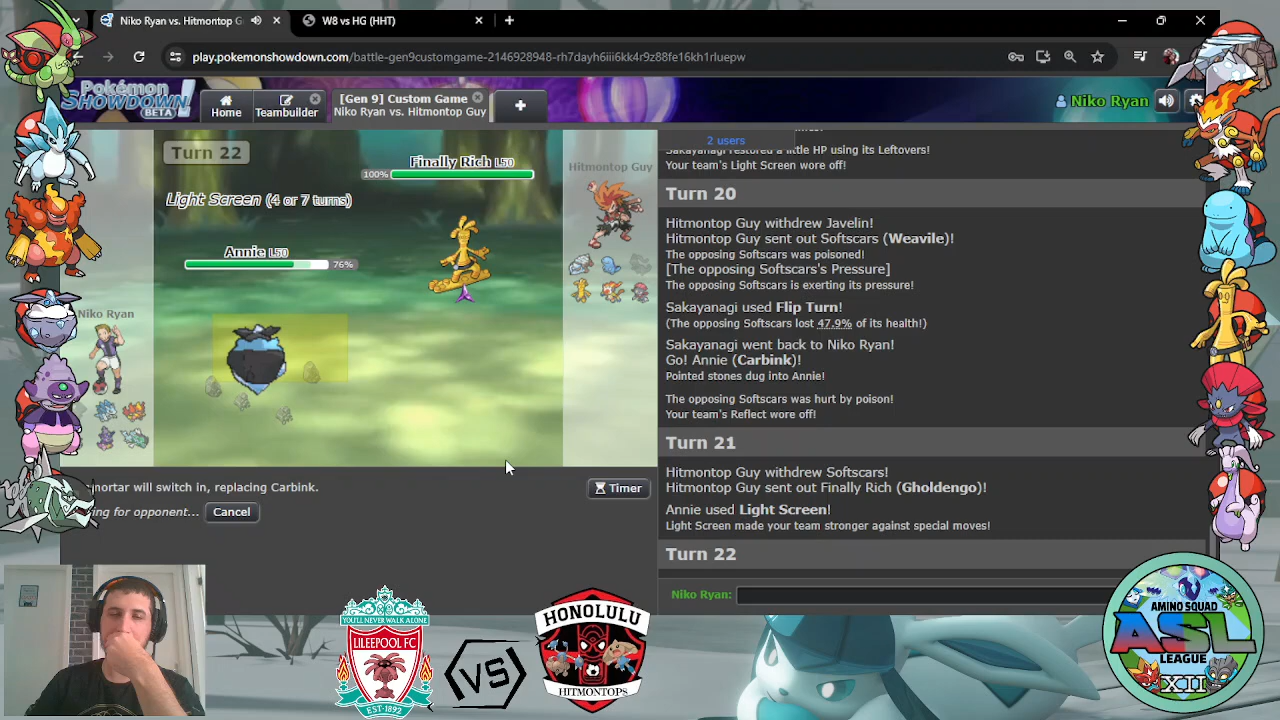 Niko Ryan vs. Hitmontop G
W8 vs HG (HHT)
play.pokemonshowdown.com/battle-gen9customgame-2146928948-rh7dayh6iii6kk4r9z88fe16kh1rluepw
Pokémon
SHOWDOWN!
BETA
Home
Teambuilder
[Gen 9] Custom Game
Niko Ryan vs. Hitmontop Guy
Niko Ryan
Turn 22
Finally Rich L50
100%
Light Screen (4 or 7 turns)
Annie L50
76%
Hitmontop Guy
Niko Ryan
2 users
Sakayanagi restored a little HP using its Leftovers!
Your team's Light Screen wore off!
Turn 20
Hitmontop Guy withdrew Javelin!
Hitmontop Guy sent out Softscars (Weavile)!
The opposing Softscars was poisoned!
[The opposing Softscars's Pressure]
The opposing Softscars is exerting its pressure!
Sakayanagi used Flip Turn!
(The opposing Softscars lost 47.9% of its health!)
Sakayanagi went back to Niko Ryan!
Go! Annie (Carbink)!
Pointed stones dug into Annie!
The opposing Softscars was hurt by poison!
Your team's Reflect wore off!
Turn 21
Hitmontop Guy withdrew Softscars!
Hitmontop Guy sent out Finally Rich (Gholdengo)!
Annie used Light Screen!
Light Screen made your team stronger against special moves!
Turn 22
mortar will switch in, replacing Carbink.
Timer
ing for opponent...
Cancel
Niko Ryan:
YOU'LL NEVER WALK ALONE
LILEEPOOL FC
EST·1892
VS
HONOLULU
HITMONTOPS
AMINO SQUAD
ASL
LEAGUE
XII